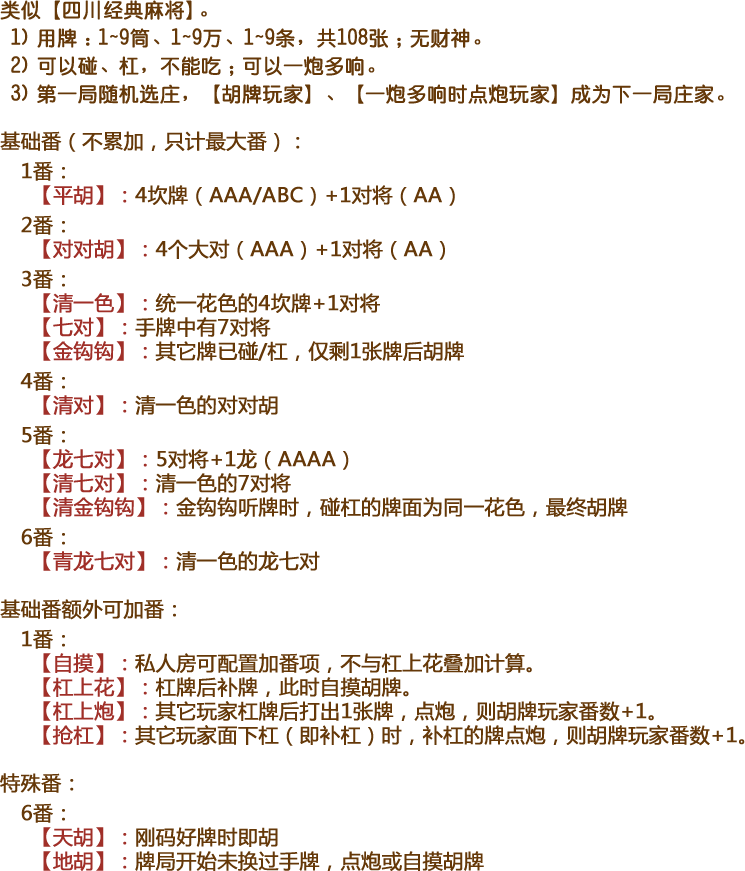 类似【四川经典麻将】。
1）用牌：1~9筒、1~9万、1~9条，共108张；无财神。
2）可以碰、杠，不能吃；可以一炮多响。
3）第一局随机选庄，【胡牌玩家】、【一炮多响时点炮玩家】成为下一局庄家。
基础番（不累加，只计最大番）：
1番：
【平胡】：4坎牌（AAA/ABC）+1对将（AA）
2番：
【对对胡】：4个大对（AAA）+1对将（AA）
3番：
【清一色】：统一花色的4坎牌+1对将
【七对】：手牌中有7对将
【金钩钩】：其它牌已碰/杠，仅剩1张牌后胡牌
4番：
【清对】：清一色的对对胡
5番：
【龙七对】：5对将+1龙（AAAA）
【清七对】：清一色的7对将
【清金钩钩】：金钩钩听牌时，碰杠的牌面为同一花色，最终胡牌
6番：
【青龙七对】：清一色的龙七对
基础番额外可加番：
1番：
【自摸】：私人房可配置加番项，不与杠上花叠加计算。
【杠上花】：杠牌后补牌，此时自摸胡牌。
【杠上炮】：其它玩家杠牌后打出1张牌，点炮，则胡牌玩家番数+1。
【抢杠】：其它玩家面下杠（即补杠）时，补杠的牌点炮，则胡牌玩家番数+1。
特殊番：
6番：
【天胡】：刚码好牌时即胡
【地胡】：牌局开始未换过手牌，点炮或自摸胡牌